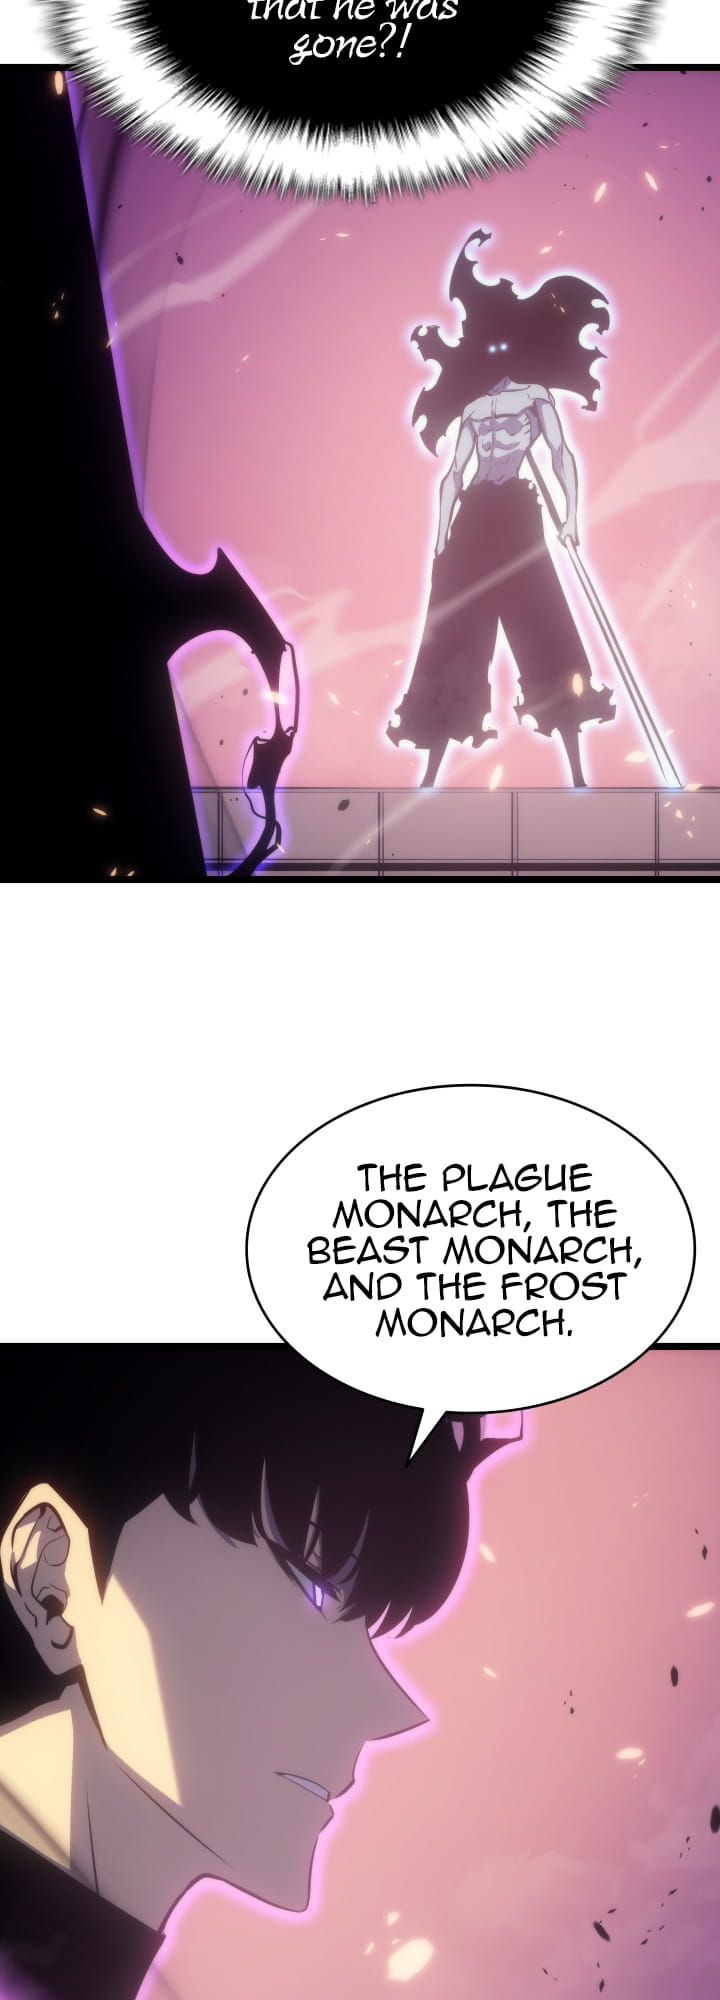 that he was
gone?!
THE PLAGUE
MONARCH, THE
BEAST MONARCH,
AND THE FROST
MONARCH.